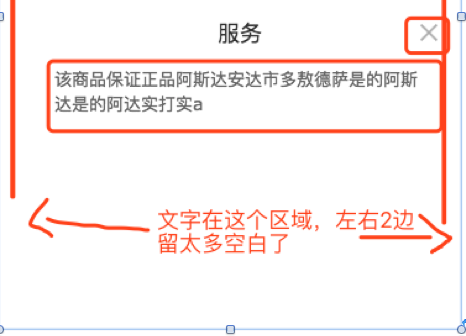 服务
该商品保证正品阿斯达安达市多敖德萨是的阿斯
达是的阿达实打实a
文字在这个区域，左右2边
留太多空白了